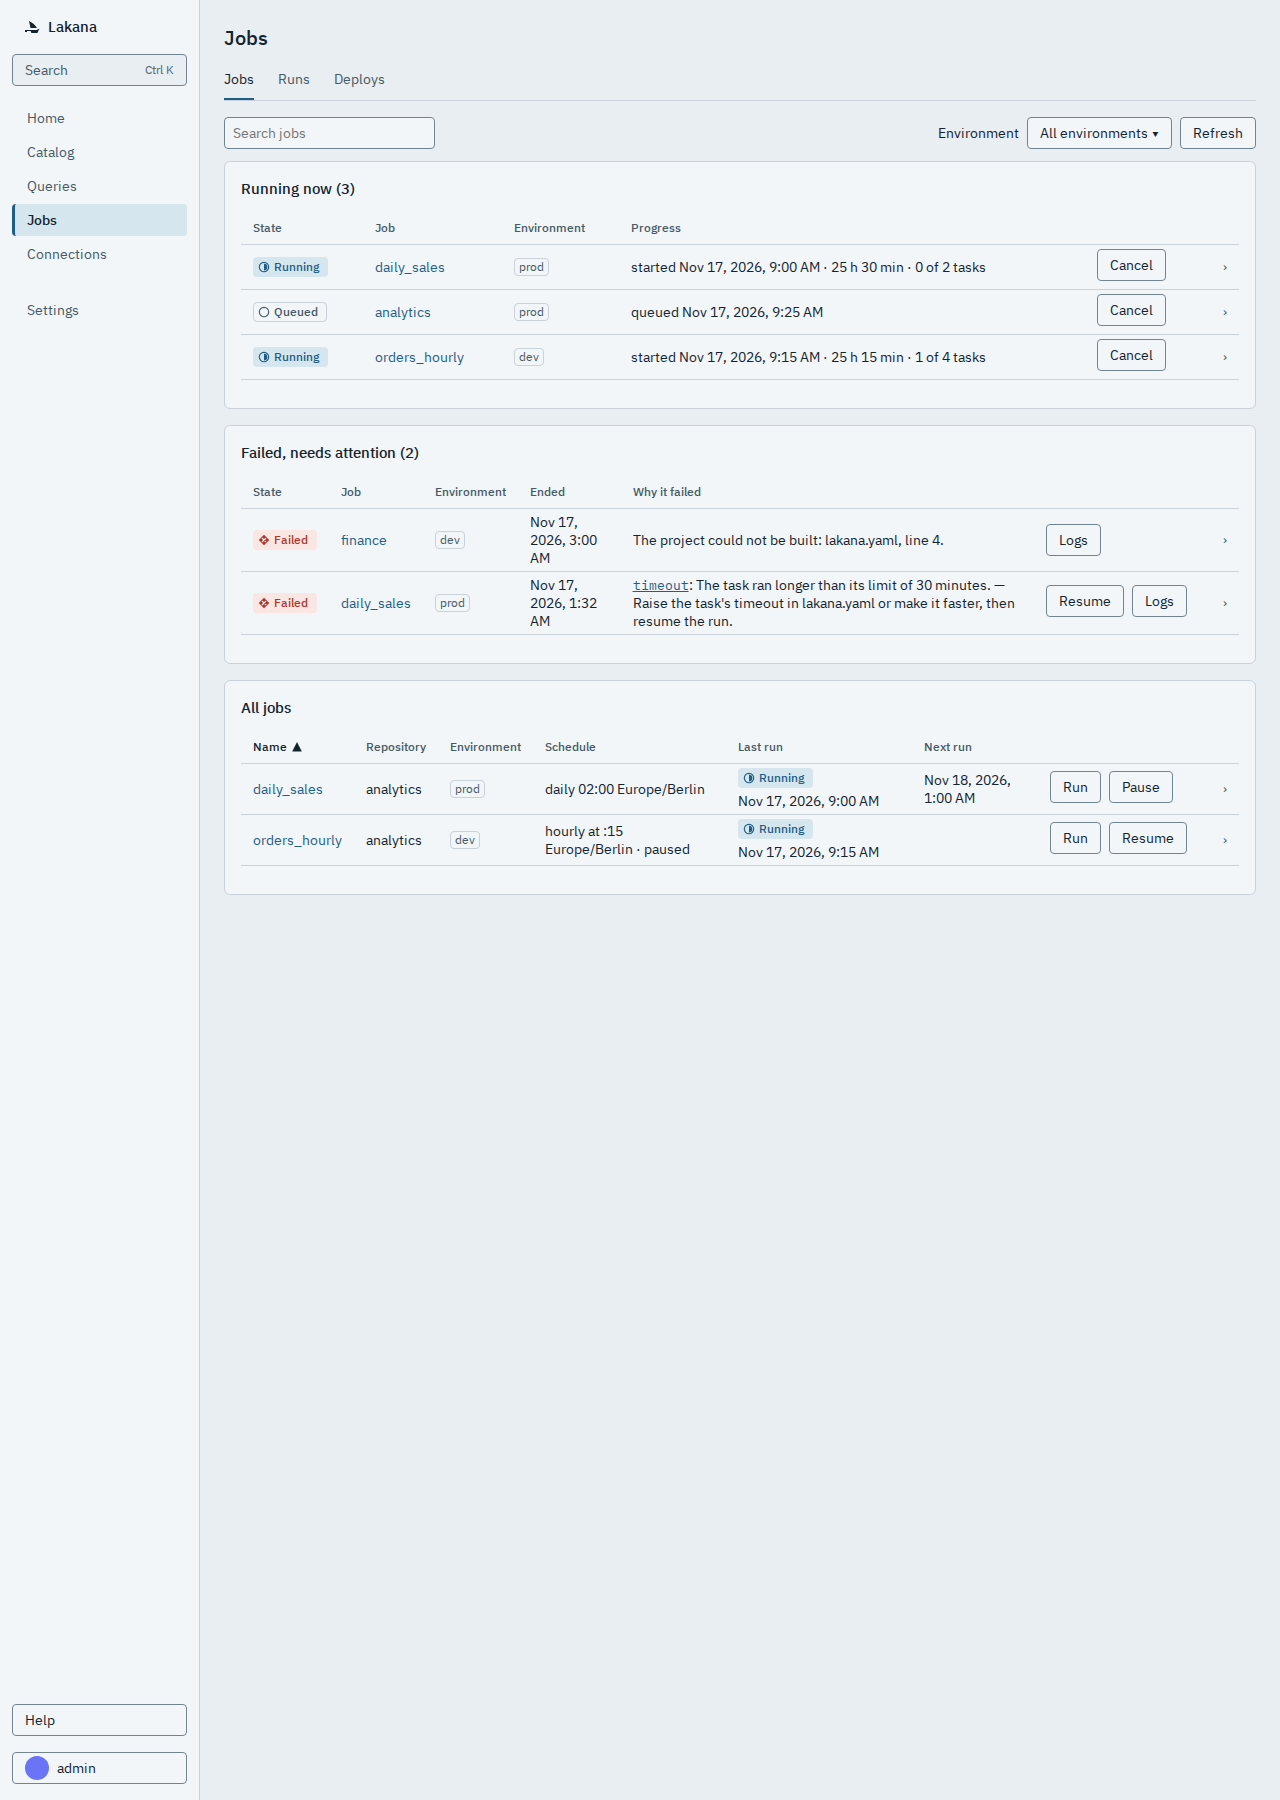 Lakana
Search Ctrl K
Home
Catalog
Queries
Jobs
Connections
Settings
Help
admin
Jobs
Jobs Runs Deploys
Search jobs Environment All environments ▾ Refresh
Running now (3)
State Job Environment Progress
Running daily_sales prod started Nov 17, 2026, 9:00 AM · 25 h 30 min · 0 of 2 tasks Cancel ›
Queued analytics prod queued Nov 17, 2026, 9:25 AM Cancel ›
Running orders_hourly dev started Nov 17, 2026, 9:15 AM · 25 h 15 min · 1 of 4 tasks Cancel ›
Failed, needs attention (2)
State Job Environment Ended Why it failed
Failed finance dev Nov 17,
2026, 3:00
AM
The project could not be built: lakana.yaml, line 4. Logs ›
Failed daily_sales prod Nov 17,
2026, 1:32
AM
timeout: The task ran longer than its limit of 30 minutes. —
Raise the task's timeout in lakana.yaml or make it faster, then
resume the run.
Resume Logs ›
All jobs
Name ▲ Repository Environment Schedule Last run Next run
daily_sales analytics prod daily 02:00 Europe/Berlin Running
Nov 17, 2026, 9:00 AM
Nov 18, 2026,
1:00 AM
Run Pause ›
orders_hourly analytics dev hourly at :15
Europe/Berlin · paused
Running
Nov 17, 2026, 9:15 AM
Run Resume ›